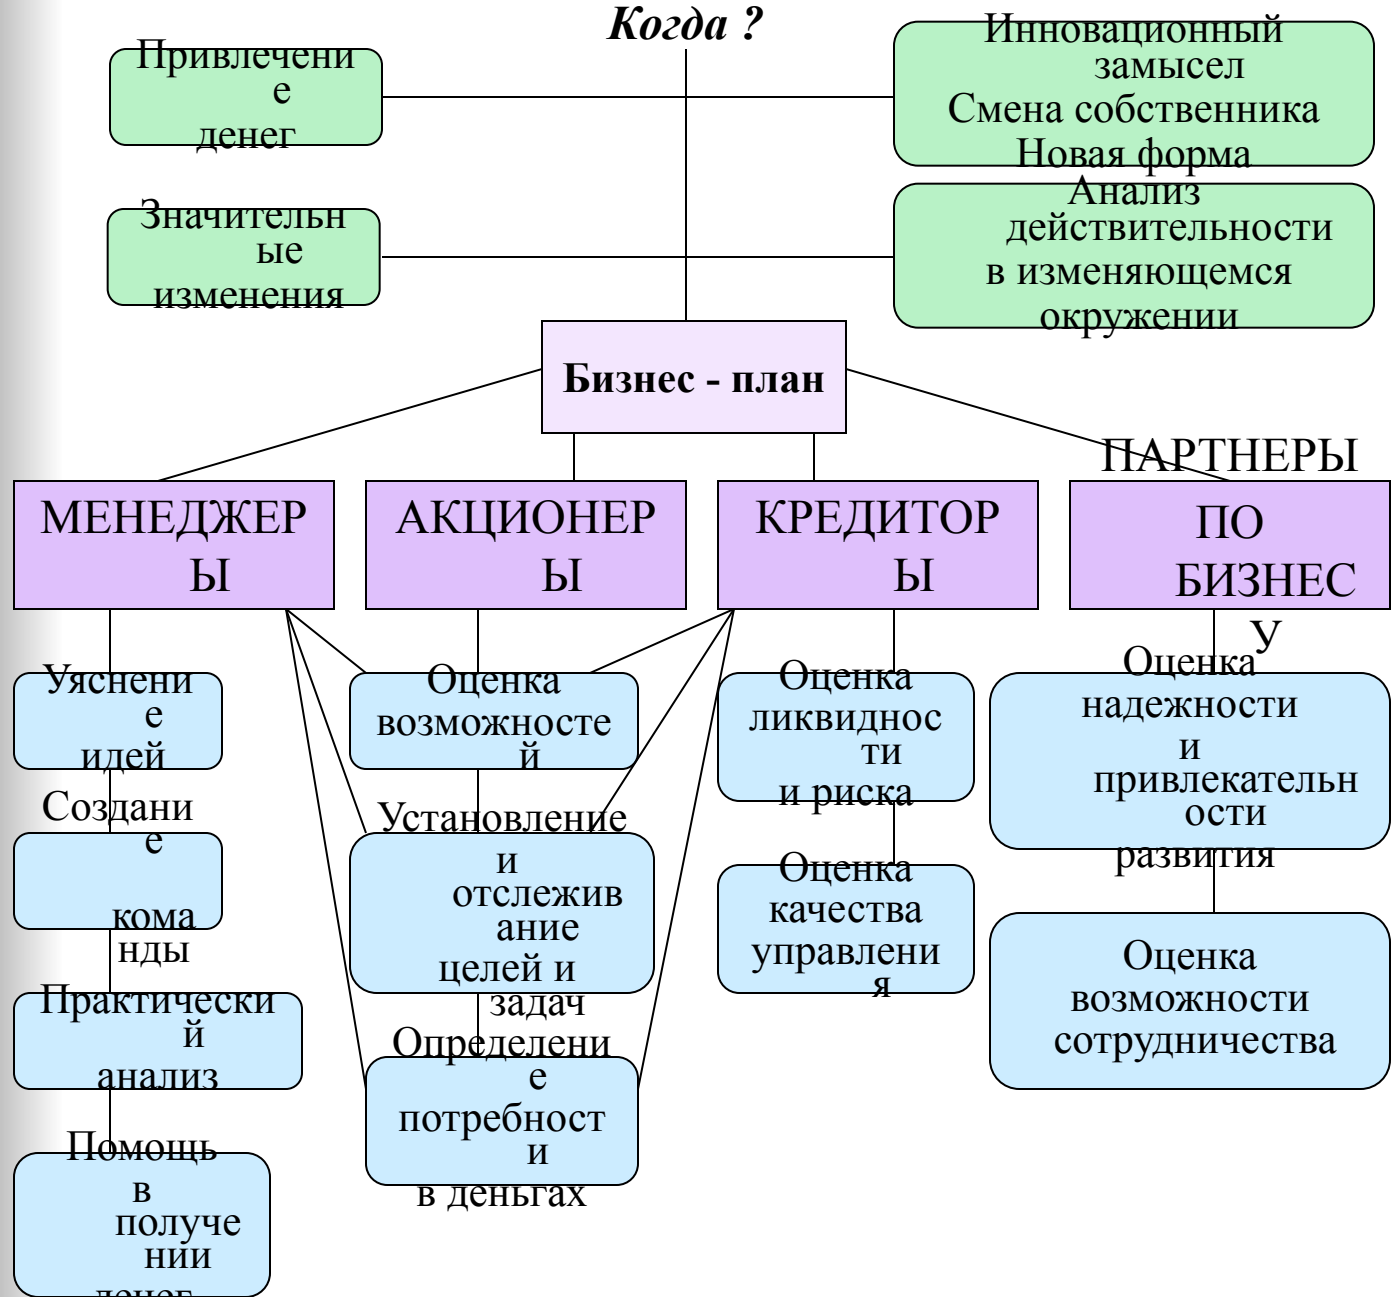 Когда ?
Привлечени
е
денег
Инновационный
замысел
Смена собственника
Новая форма
Значительн
ые
изменения
Анализ
действительности
в изменяющемся
окружении
Бизнес - план
МЕНЕДЖЕР
Ы
АКЦИОНЕР
Ы
КРЕДИТОР
Ы
ПАРТНЕРЫ
ПО
БИЗНЕС
У
Уяснени
е
идей
Создани
е
кома
нды
Практически
й
анализ
Помощь
в
получе
нии
денег
Оценка
возможносте
й
Установление
и
отслежив
ание
целей и
задач
Определени
е
потребност
и
в деньгах
Оценка
ликвиднос
ти
и риска
Оценка
качества
управлени
я
Оценка
надежности
и
привлекательн
ости
развития
Оценка
возможности
сотрудничества